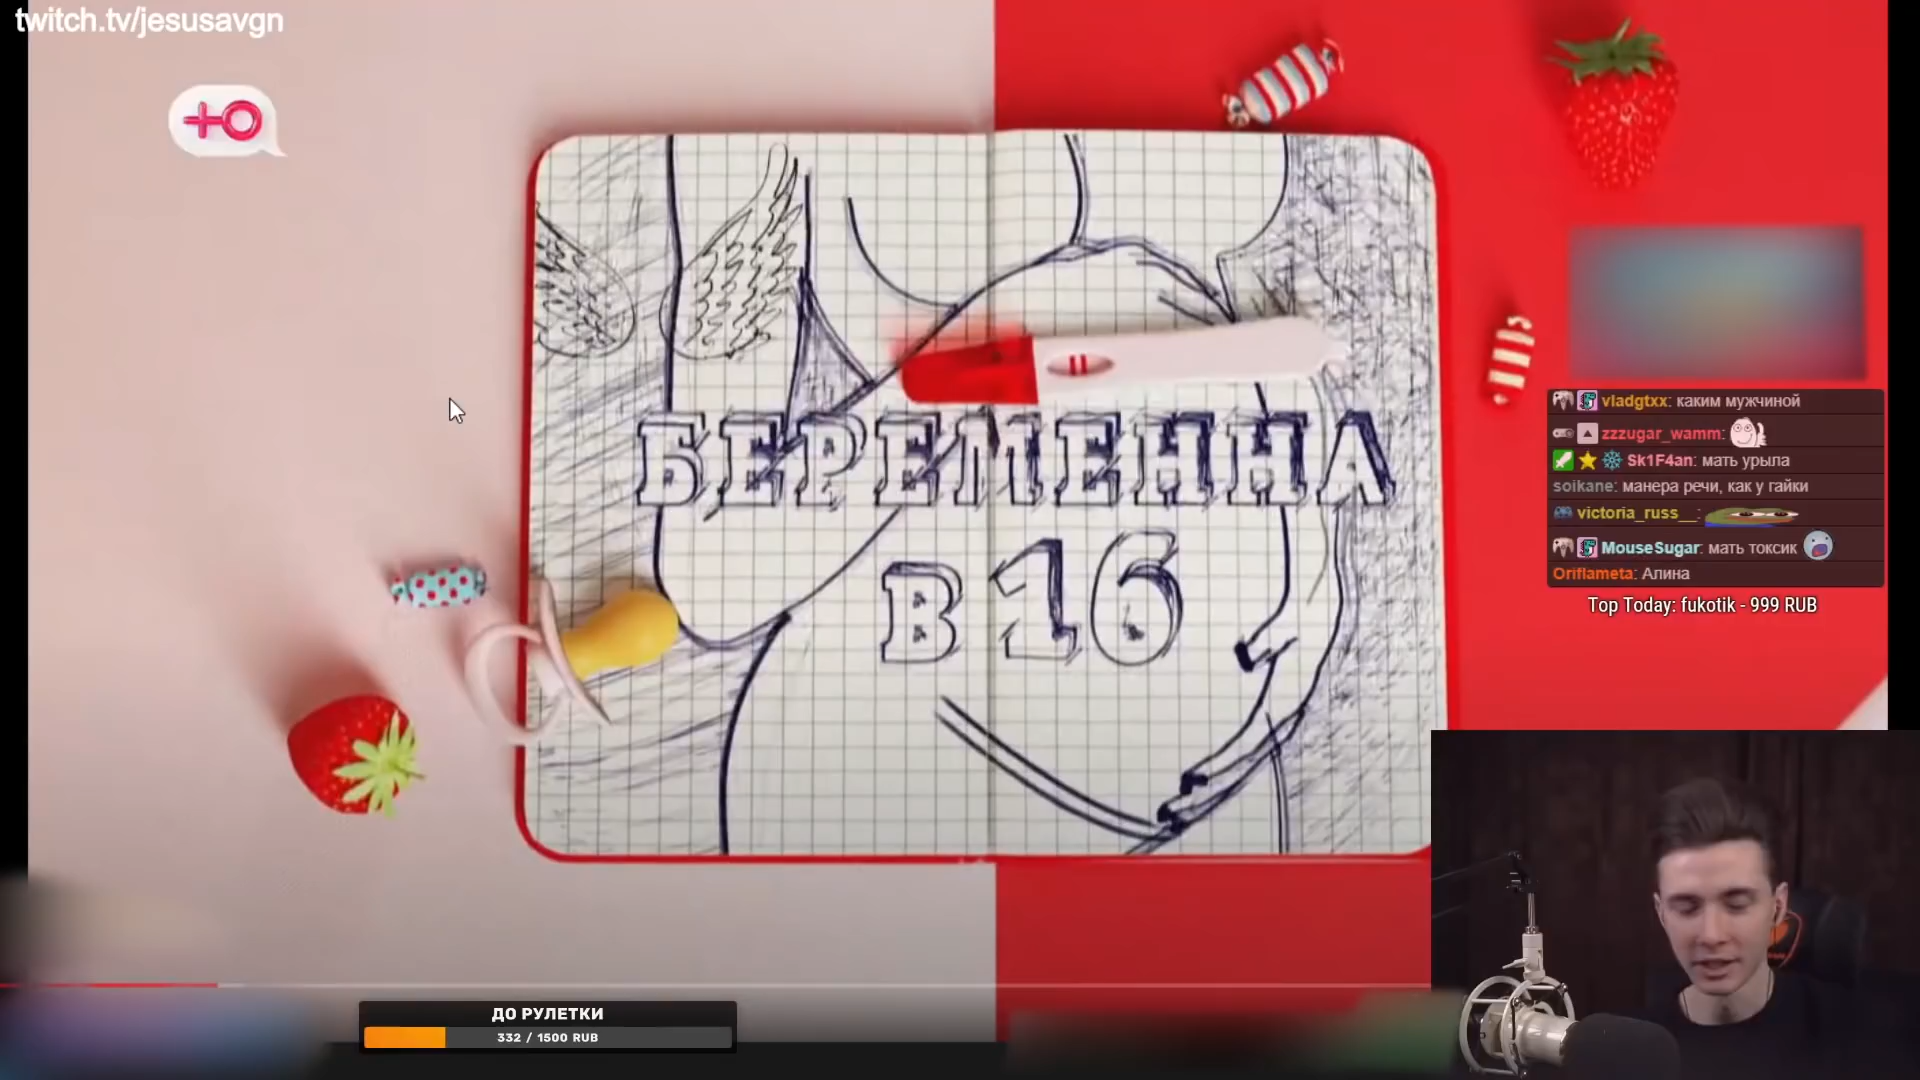 twitch.tv/jesusavgn
Ю
БЕРЕМЕННА
В 16
vladgtxx: каким мужчиной
zzzugar_wamm:
Sk1F4an: мать урыла
soikane: манера речи, как у гайки
victoria_russ__:
MouseSugar: мать токсик
Oriflameta: Алина
Top Today: fukotik - 999 RUB
ДО РУЛЕТКИ
332 / 1500 RUB